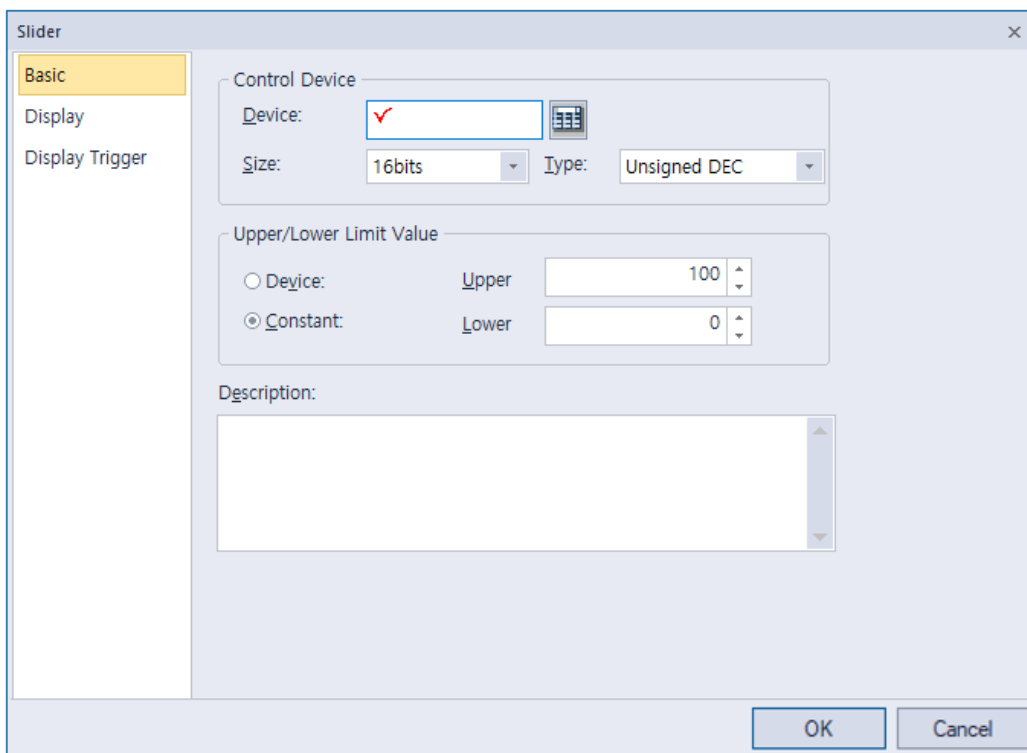 Slider
Basic
Display
Display Trigger
Control Device
Device:
Size: 16bits Type: Unsigned DEC
Upper/Lower Limit Value
Device: Upper 100
Constant: Lower 0
Description:
OK Cancel